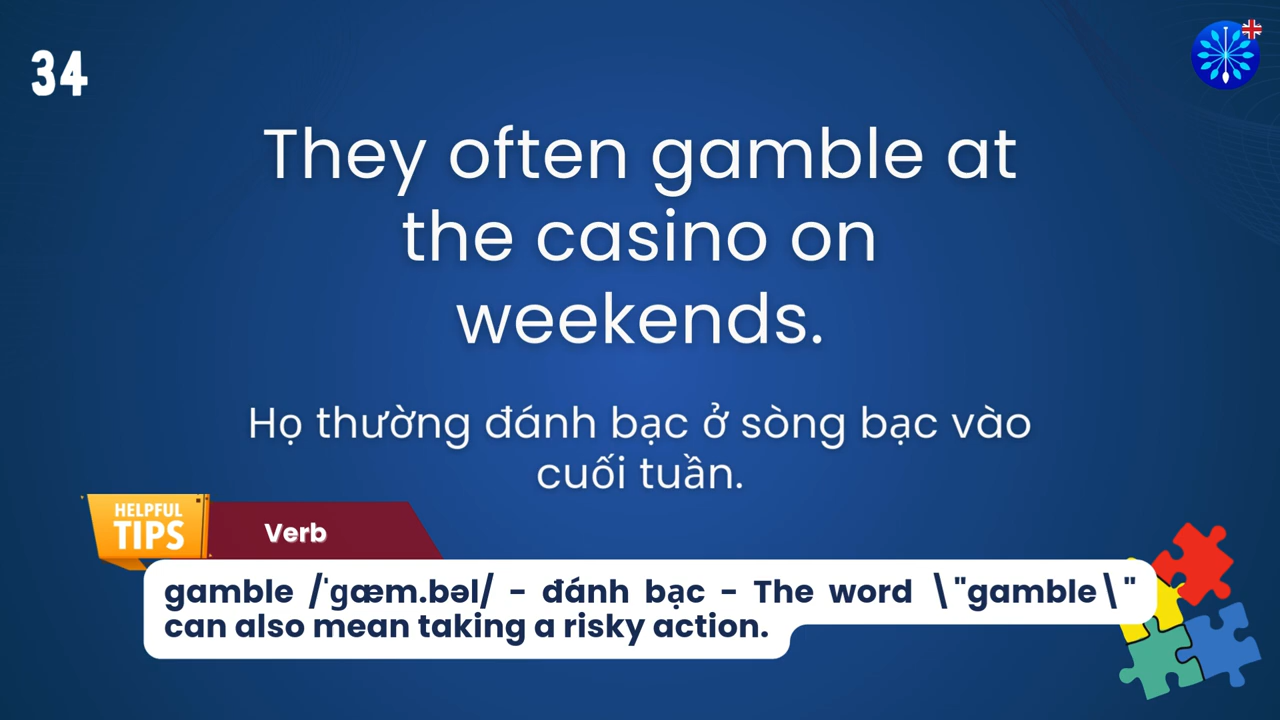 34
They often gamble at
the casino on
weekends.
Họ thường đánh bạc ở sòng bạc vào
cuối tuần.
HELPFUL
TIPS
Verb
gamble /ˈɡæm.bəl/ - đánh bạc - The word \"gamble\"
can also mean taking a risky action.